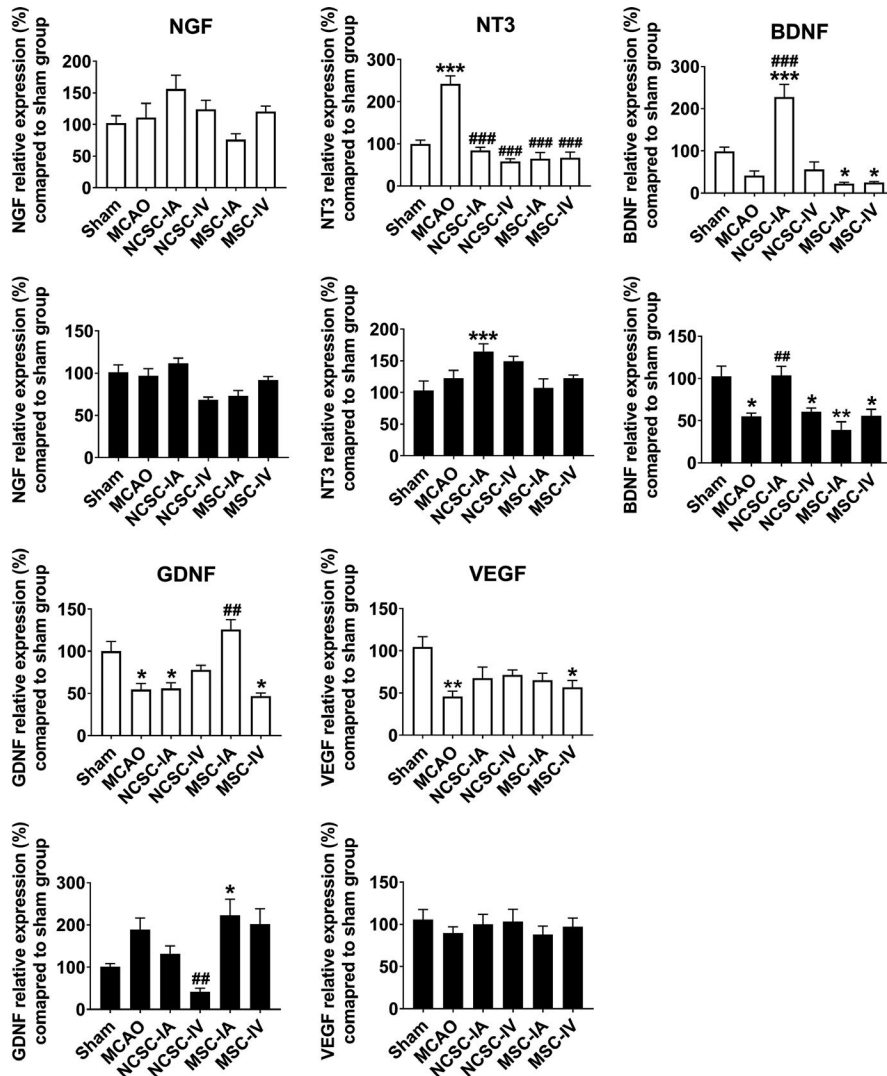 NGF
NGF relative expression (%)
comapred to sham group
200
150
100
50
0
Sham
MCAO
NCSC-IA
NCSC-IV
MSC-IA
MSC-IV
NT3
NT3 relative expression (%)
comapred to sham group
300
200
100
0
***
###
###
###
###
Sham
MCAO
NCSC-IA
NCSC-IV
MSC-IA
MSC-IV
BDNF
BDNF relative expression (%)
comapred to sham group
300
200
100
0
###
***
*
*
Sham
MCAO
NCSC-IA
NCSC-IV
MSC-IA
MSC-IV
NGF relative expression (%)
comapred to sham group
150
100
50
0
Sham
MCAO
NCSC-IA
NCSC-IV
MSC-IA
MSC-IV
NT3 relative expression (%)
comapred to sham group
200
150
100
50
0
***
Sham
MCAO
NCSC-IA
NCSC-IV
MSC-IA
MSC-IV
BDNF relative expression (%)
comapred to sham group
150
100
50
0
*
##
*
**
*
Sham
MCAO
NCSC-IA
NCSC-IV
MSC-IA
MSC-IV
GDNF
GDNF relative expression (%)
comapred to sham group
150
100
50
0
*
*
##
*
Sham
MCAO
NCSC-IA
NCSC-IV
MSC-IA
MSC-IV
VEGF
VEGF relative expression (%)
comapred to sham group
150
100
50
0
**
*
Sham
MCAO
NCSC-IA
NCSC-IV
MSC-IA
MSC-IV
GDNF relative expression (%)
comapred to sham group
300
200
100
0
##
*
Sham
MCAO
NCSC-IA
NCSC-IV
MSC-IA
MSC-IV
VEGF relative expression (%)
comapred to sham group
150
100
50
0
Sham
MCAO
NCSC-IA
NCSC-IV
MSC-IA
MSC-IV